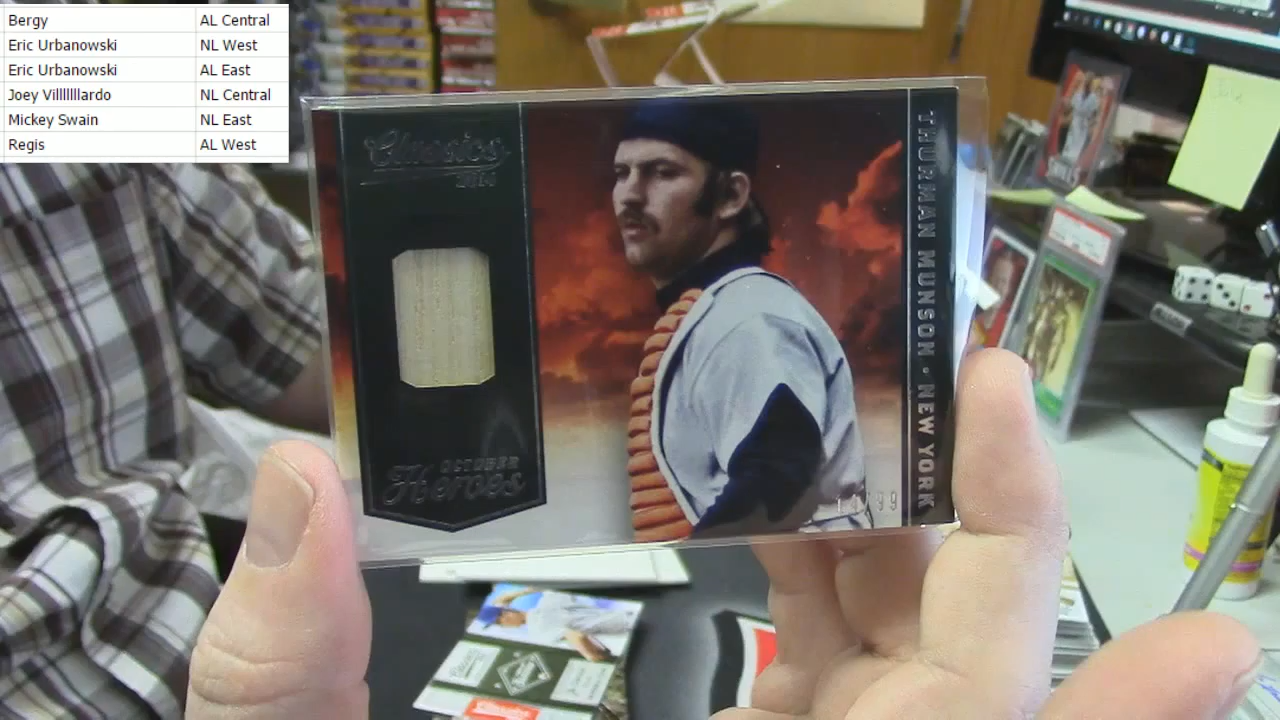 Bergy AL Central
Eric Urbanowski NL West
Eric Urbanowski AL East
Joey Villlllllardo NL Central
Mickey Swain NL East
Regis AL West
Classics
2014
OCTOBER
Heroes
THURMAN MUNSON • NEW YORK